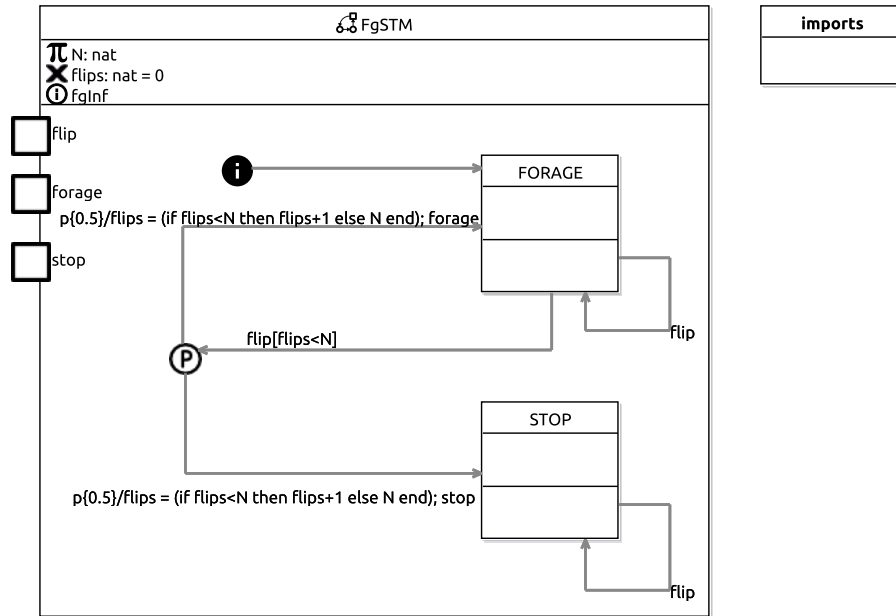 FgSTM
imports
N: nat
flips: nat = 0
fgInf
flip
forage
stop
i
FORAGE
p{0.5}/flips = (if flips<N then flips+1 else N end); forage
flip
flip[flips<N]
P
STOP
p{0.5}/flips = (if flips<N then flips+1 else N end); stop
flip